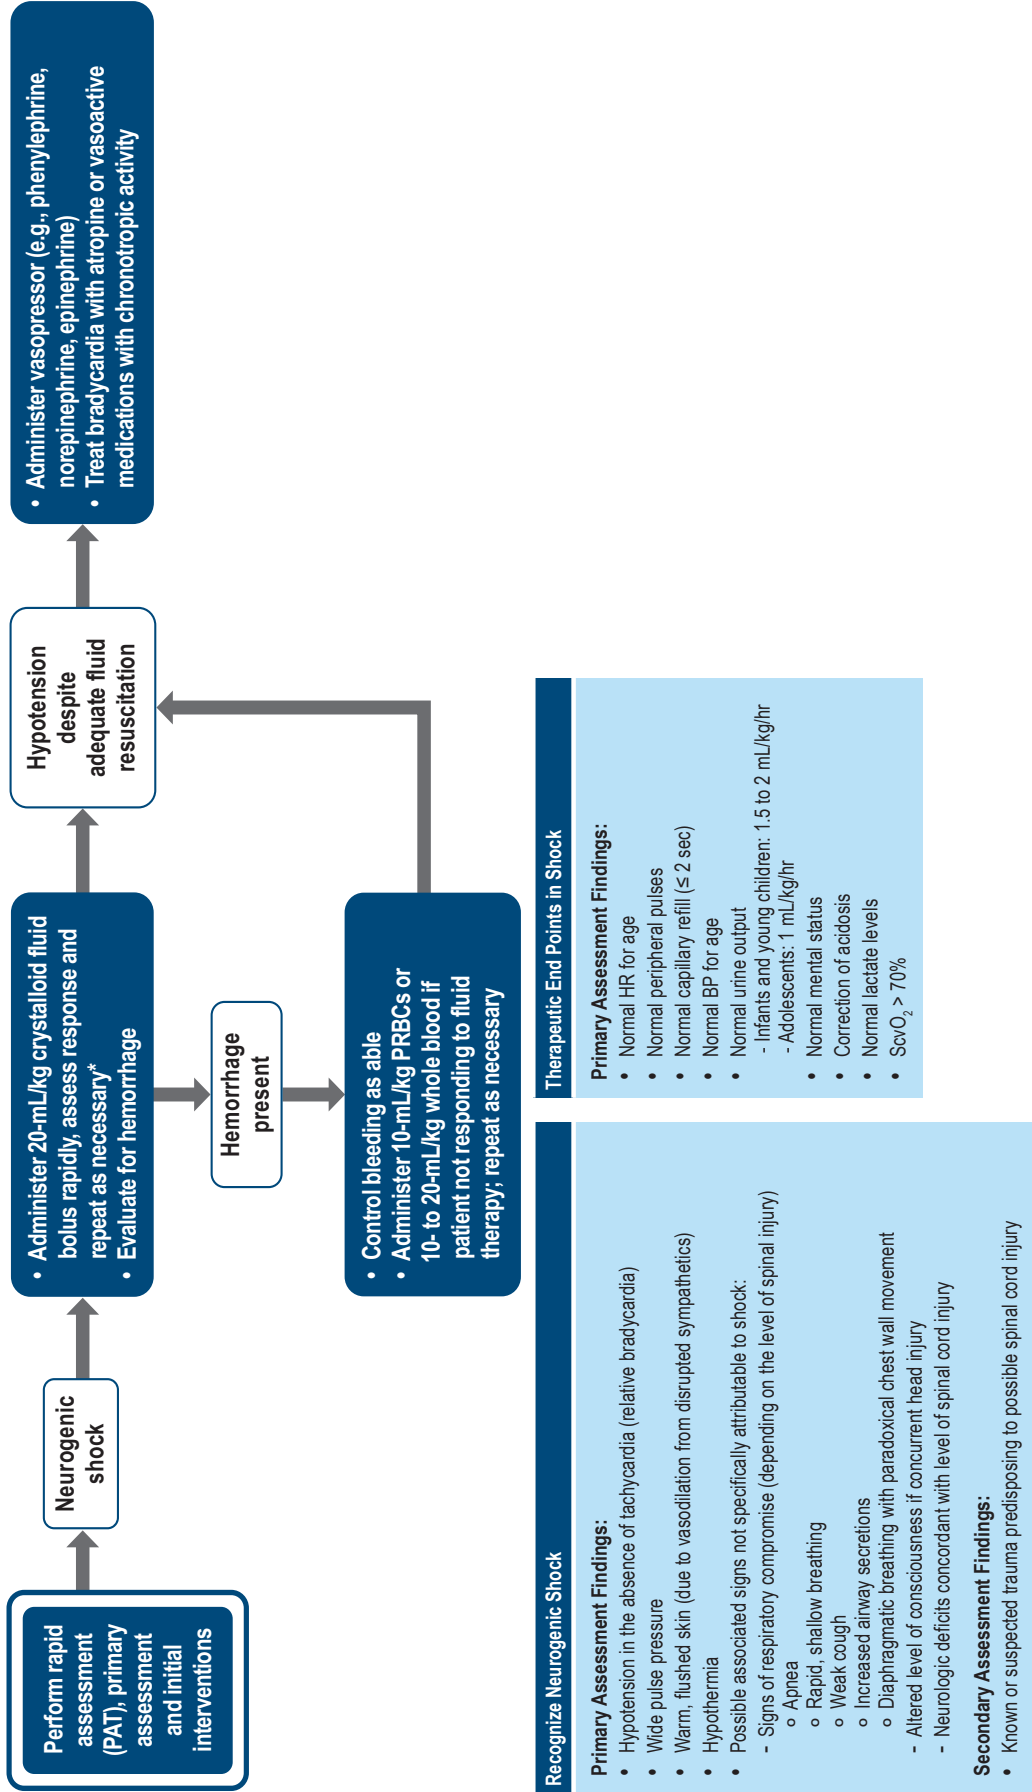 Perform rapid
assessment
(PAT), primary
assessment
and initial
interventions
Neurogenic
shock
• Administer 20-mL/kg crystalloid fluid
bolus rapidly, assess response and
repeat as necessary*
• Evaluate for hemorrhage
Hemorrhage
present
• Control bleeding as able
• Administer 10-mL/kg PRBCs or
10- to 20-mL/kg whole blood if
patient not responding to fluid
therapy; repeat as necessary
Hypotension
despite
adequate fluid
resuscitation
• Administer vasopressor (e.g., phenylephrine,
norepinephrine, epinephrine)
• Treat bradycardia with atropine or vasoactive
medications with chronotropic activity
Recognize Neurogenic Shock
Primary Assessment Findings:
• Hypotension in the absence of tachycardia (relative bradycardia)
• Wide pulse pressure
• Warm, flushed skin (due to vasodilation from disrupted sympathetics)
• Hypothermia
• Possible associated signs not specifically attributable to shock:
- Signs of respiratory compromise (depending on the level of spinal injury)
o Apnea
o Rapid, shallow breathing
o Weak cough
o Increased airway secretions
o Diaphragmatic breathing with paradoxical chest wall movement
- Altered level of consciousness if concurrent head injury
- Neurologic deficits concordant with level of spinal cord injury
Secondary Assessment Findings:
• Known or suspected trauma predisposing to possible spinal cord injury
Therapeutic End Points in Shock
Primary Assessment Findings:
• Normal HR for age
• Normal peripheral pulses
• Normal capillary refill (≤ 2 sec)
• Normal BP for age
• Normal urine output
- Infants and young children: 1.5 to 2 mL/kg/hr
- Adolescents: 1 mL/kg/hr
• Normal mental status
• Correction of acidosis
• Normal lactate levels
• ScvO₂ > 70%